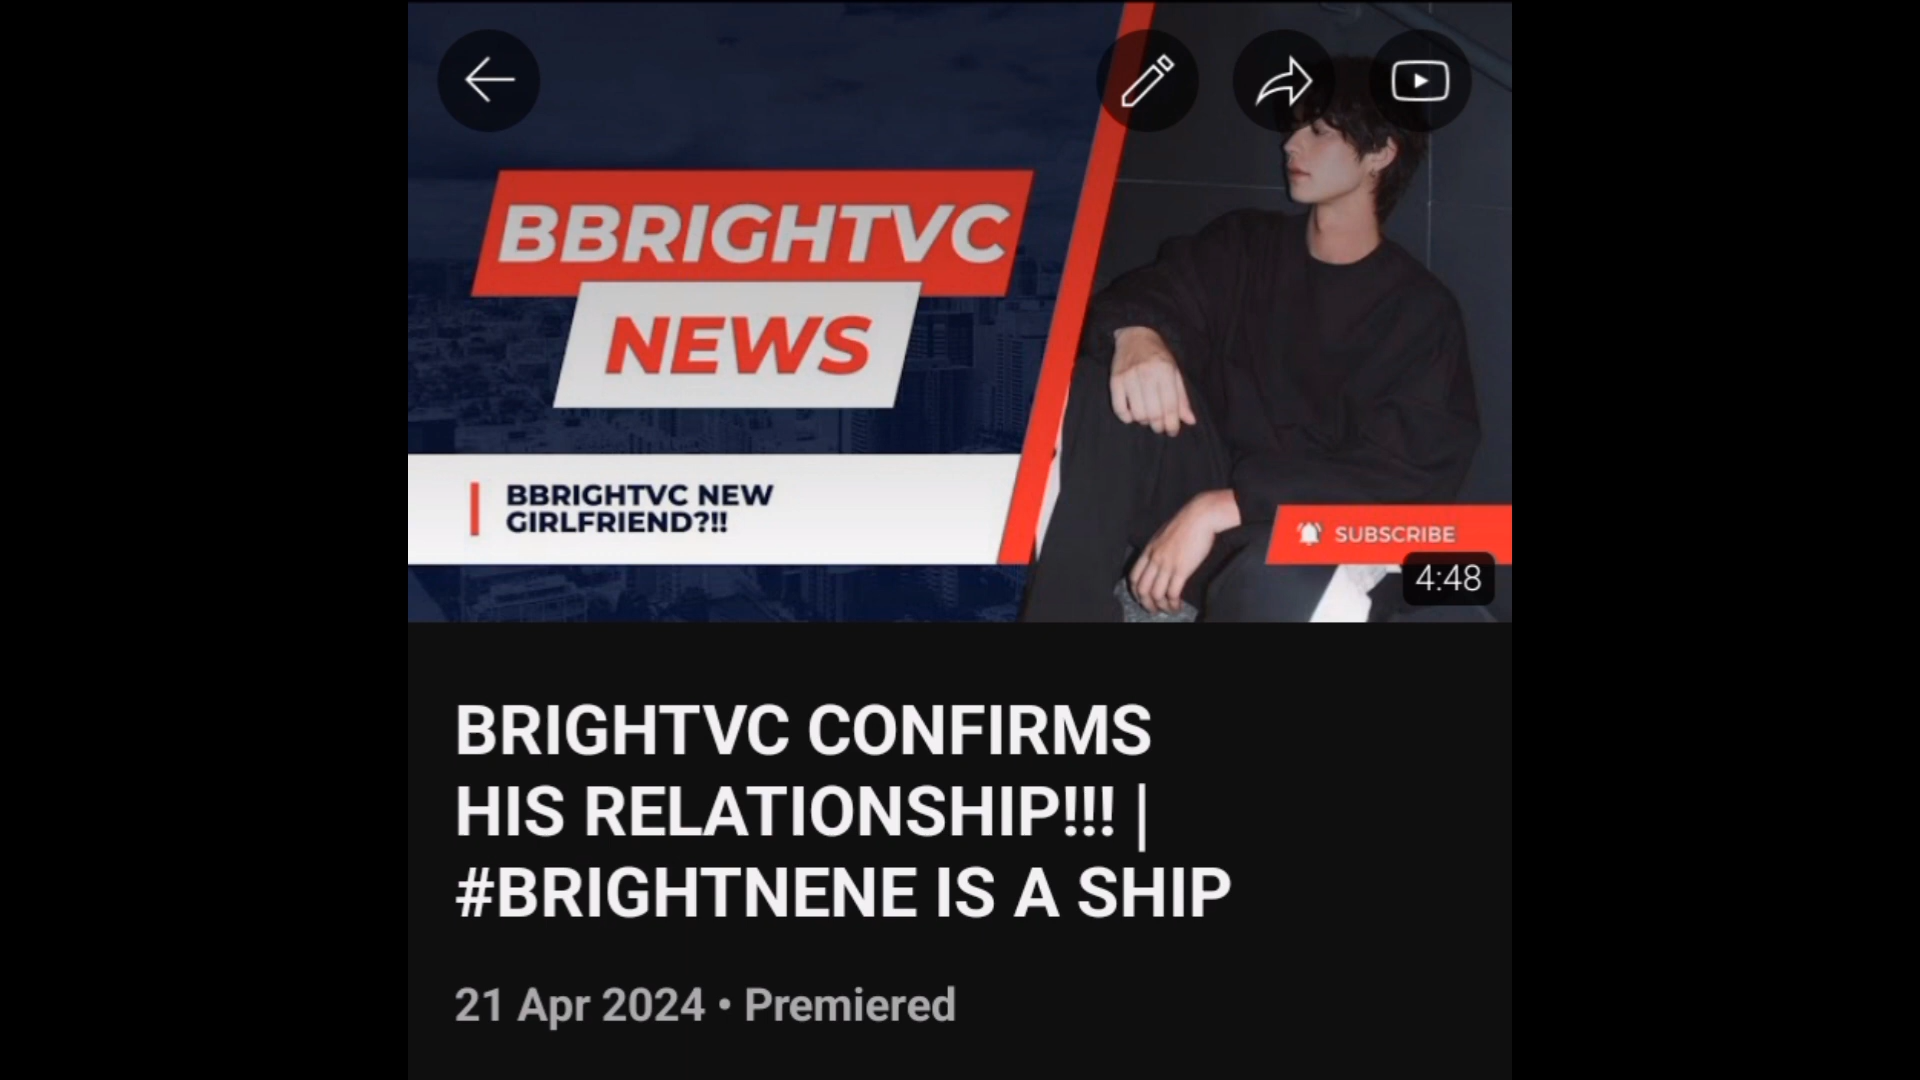 BBRIGHTVC
NEWS
BBRIGHTVC NEW
GIRLFRIEND?!!
SUBSCRIBE
4:48
BRIGHTVC CONFIRMS
HIS RELATIONSHIP!!! |
#BRIGHTNENE IS A SHIP
21 Apr 2024 • Premiered